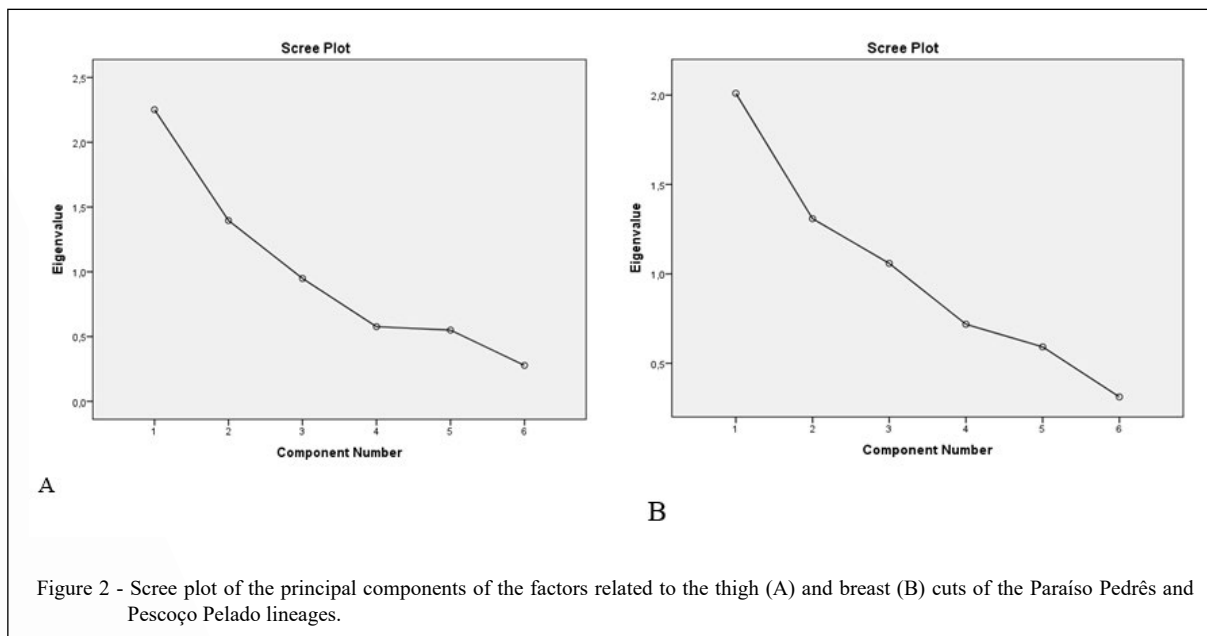 Scree Plot
2,5
2,0
1,5
1,0
0,5
0,0
Eigenvalue
1 2 3 4 5 6
Component Number
A
Scree Plot
2,0
1,5
1,0
0,5
Eigenvalue
1 2 3 4 5 6
Component Number
B
Figure 2 - Scree plot of the principal components of the factors related to the thigh (A) and breast (B) cuts of the Paraíso Pedrês and
Pescoço Pelado lineages.